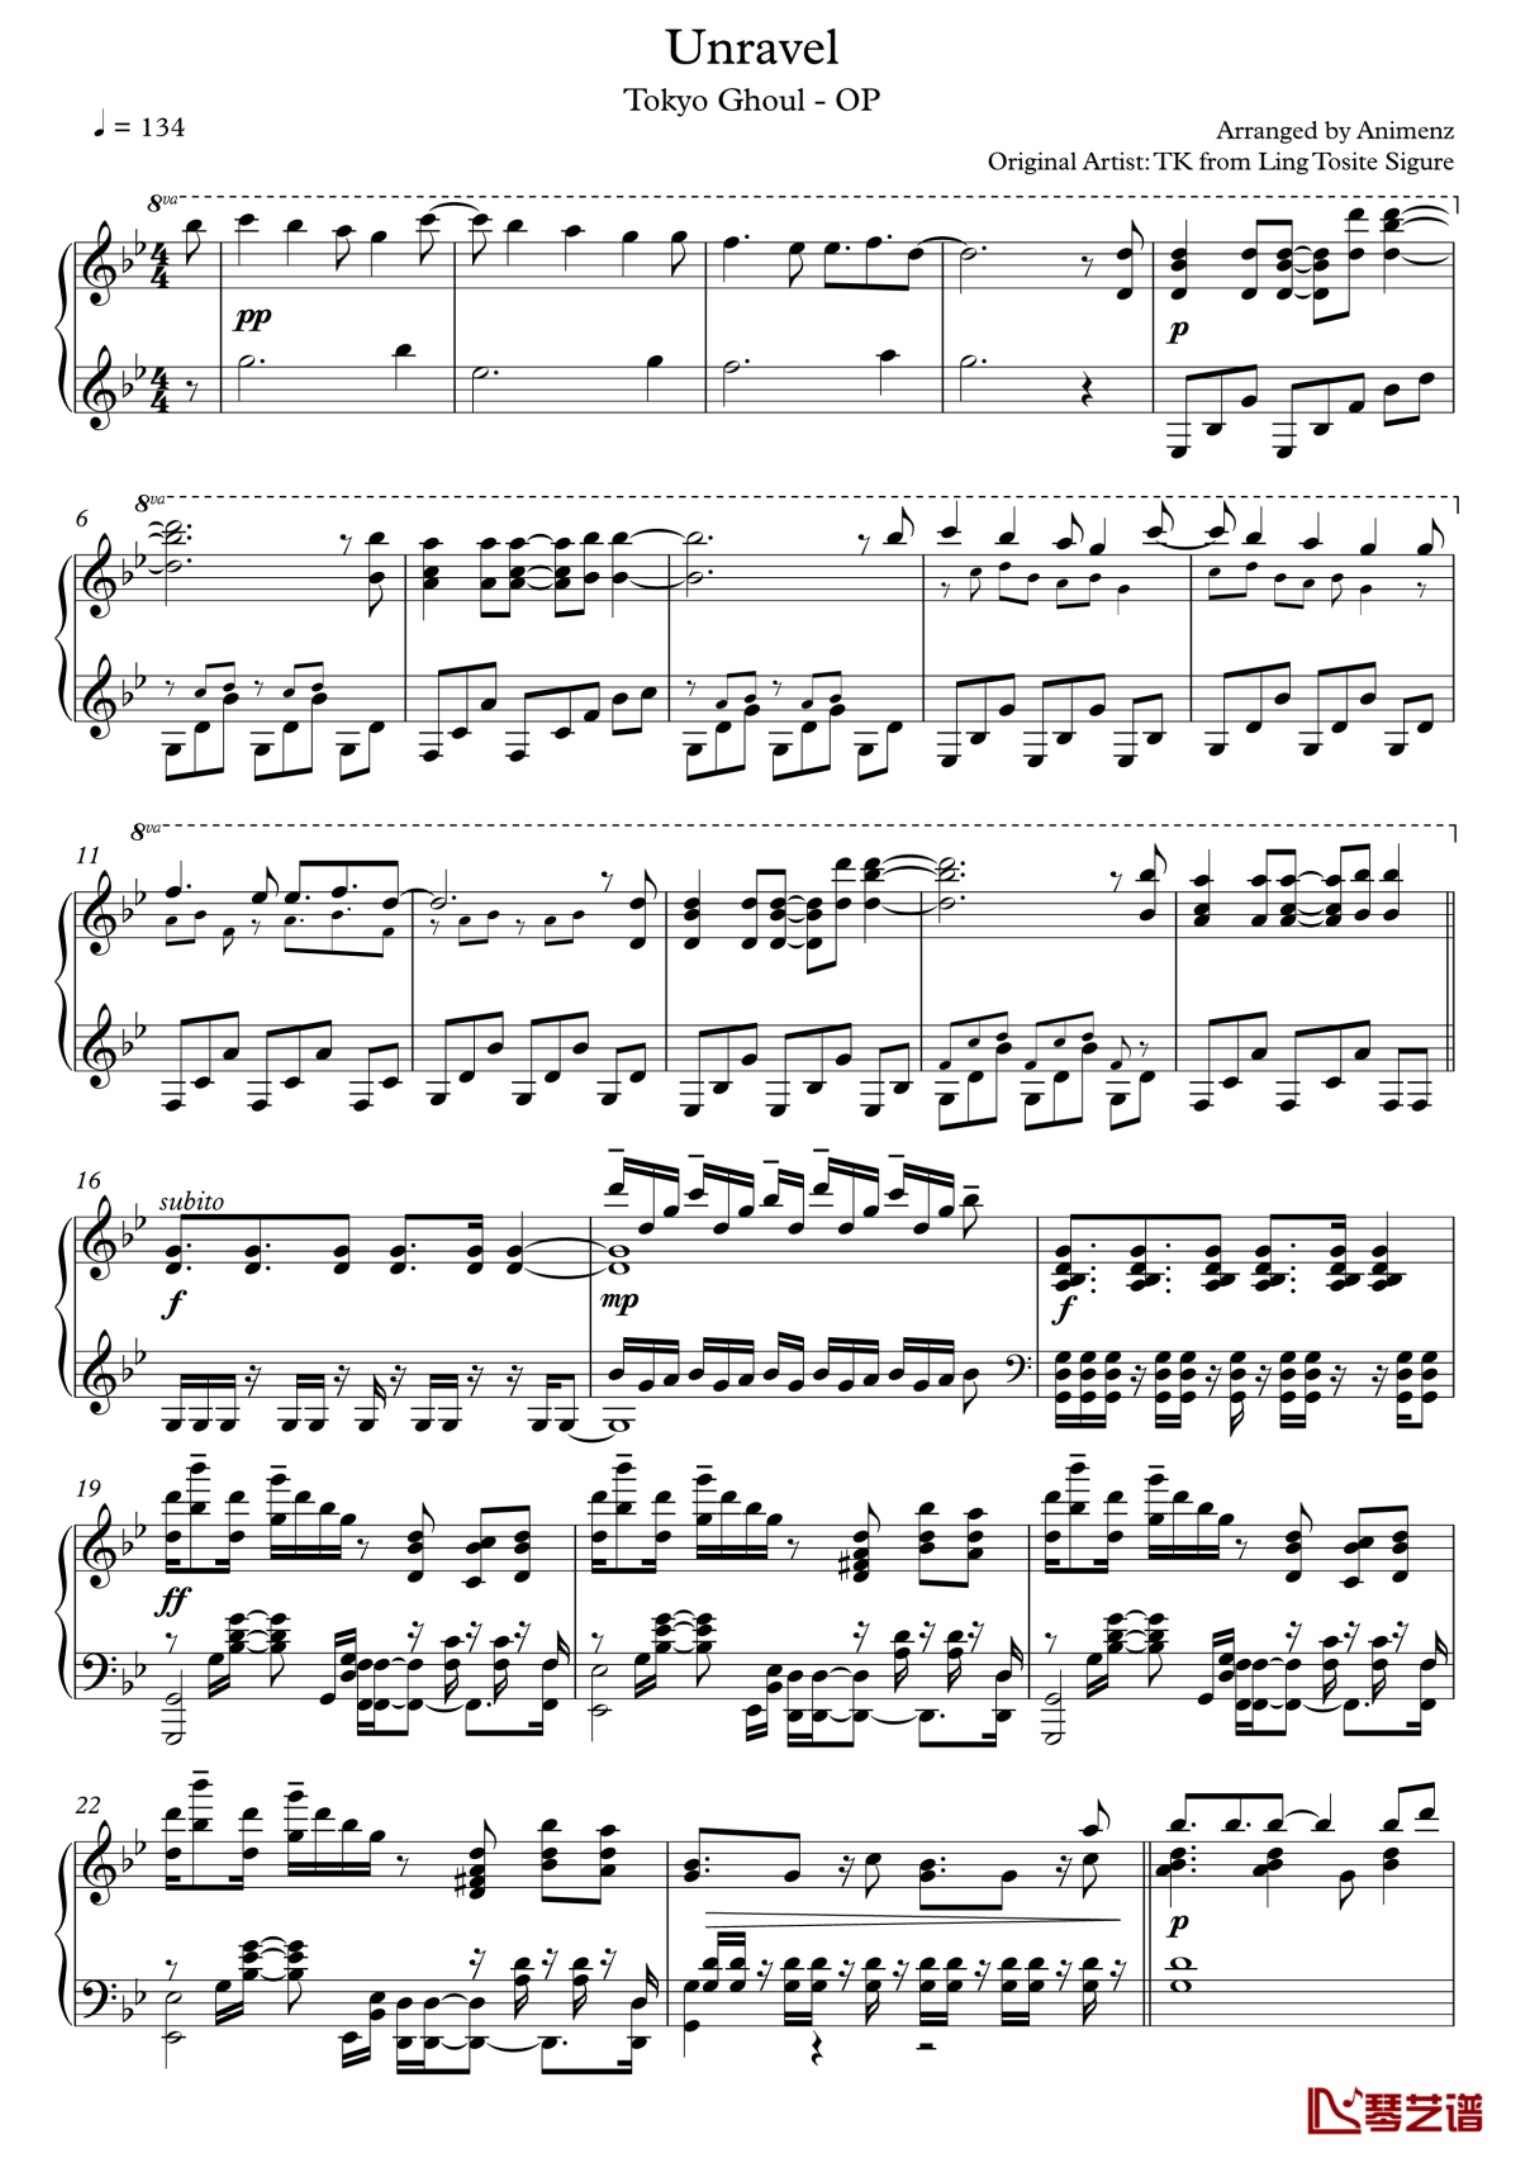 Unravel
Tokyo Ghoul - OP
♩ = 134
Arranged by Animenz
Original Artist: TK from Ling Tosite Sigure
8va
pp
p
8va
6
8va
11
16
subito
f
mp
f
19
ff
22
p
琴艺谱